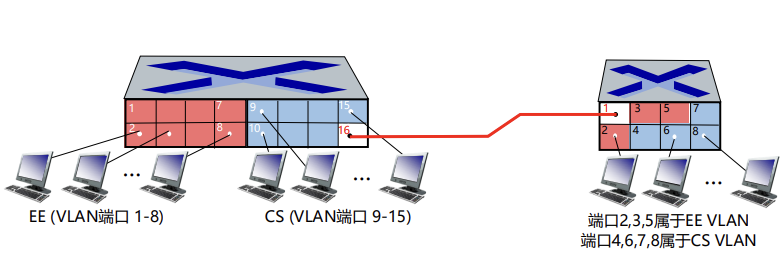 1 7 9 15
2 8 10 16
1 3 5 7
2 4 6 8
...
...
...
EE (VLAN端口 1-8)
CS (VLAN端口 9-15)
端口2,3,5属于EE VLAN
端口4,6,7,8属于CS VLAN